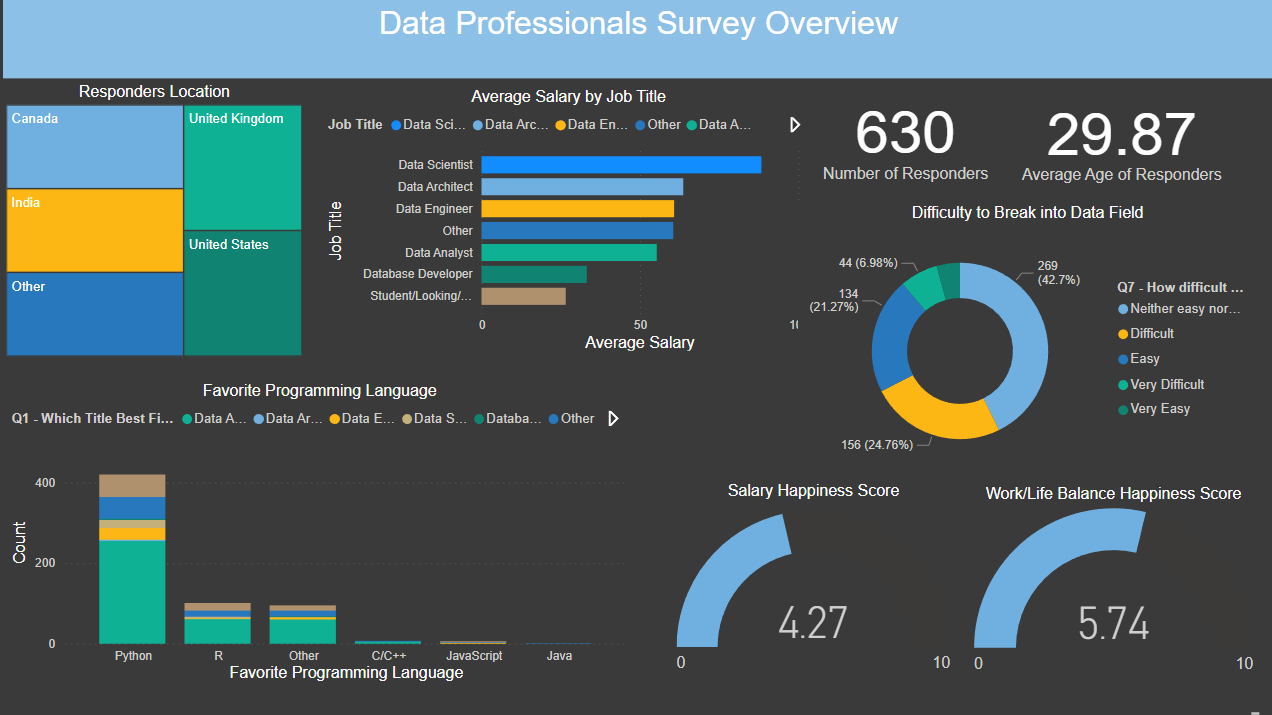 Data Professionals Survey Overview
Responders Location
Canada
United Kingdom
India
United States
Other
Average Salary by Job Title
Job Title Data Sci... Data Arc... Data En... Other Data A...
Job Title
Data Scientist
Data Architect
Data Engineer
Other
Data Analyst
Database Developer
Student/Looking/...
0 50
Average Salary
630
Number of Responders
29.87
Average Age of Responders
Difficulty to Break into Data Field
44 (6.98%)
269
(42.7%)
134
(21.27%)
156 (24.76%)
Q7 - How difficult ...
Neither easy nor...
Difficult
Easy
Very Difficult
Very Easy
Favorite Programming Language
Q1 - Which Title Best Fi... Data A... Data Ar... Data E... Data S... Databa... Other
Count
400
200
0
Python R Other C/C++ JavaScript Java
Favorite Programming Language
Salary Happiness Score
4.27
0 10
Work/Life Balance Happiness Score
5.74
0 10